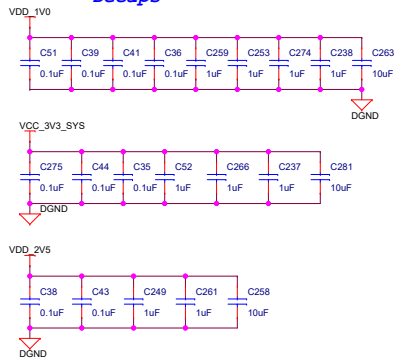 Decaps
VDD_1V0
C51 C39 C41 C36 C259 C253 C274 C238 C263
0.1uF 0.1uF 0.1uF 0.1uF 1uF 1uF 1uF 1uF 10uF
DGND
VCC_3V3_SYS
C275 C44 C35 C52 C266 C237 C281
0.1uF 0.1uF 0.1uF 1uF 1uF 1uF 10uF
DGND
VDD_2V5
C38 C43 C249 C261 C258
0.1uF 0.1uF 1uF 1uF 10uF
DGND